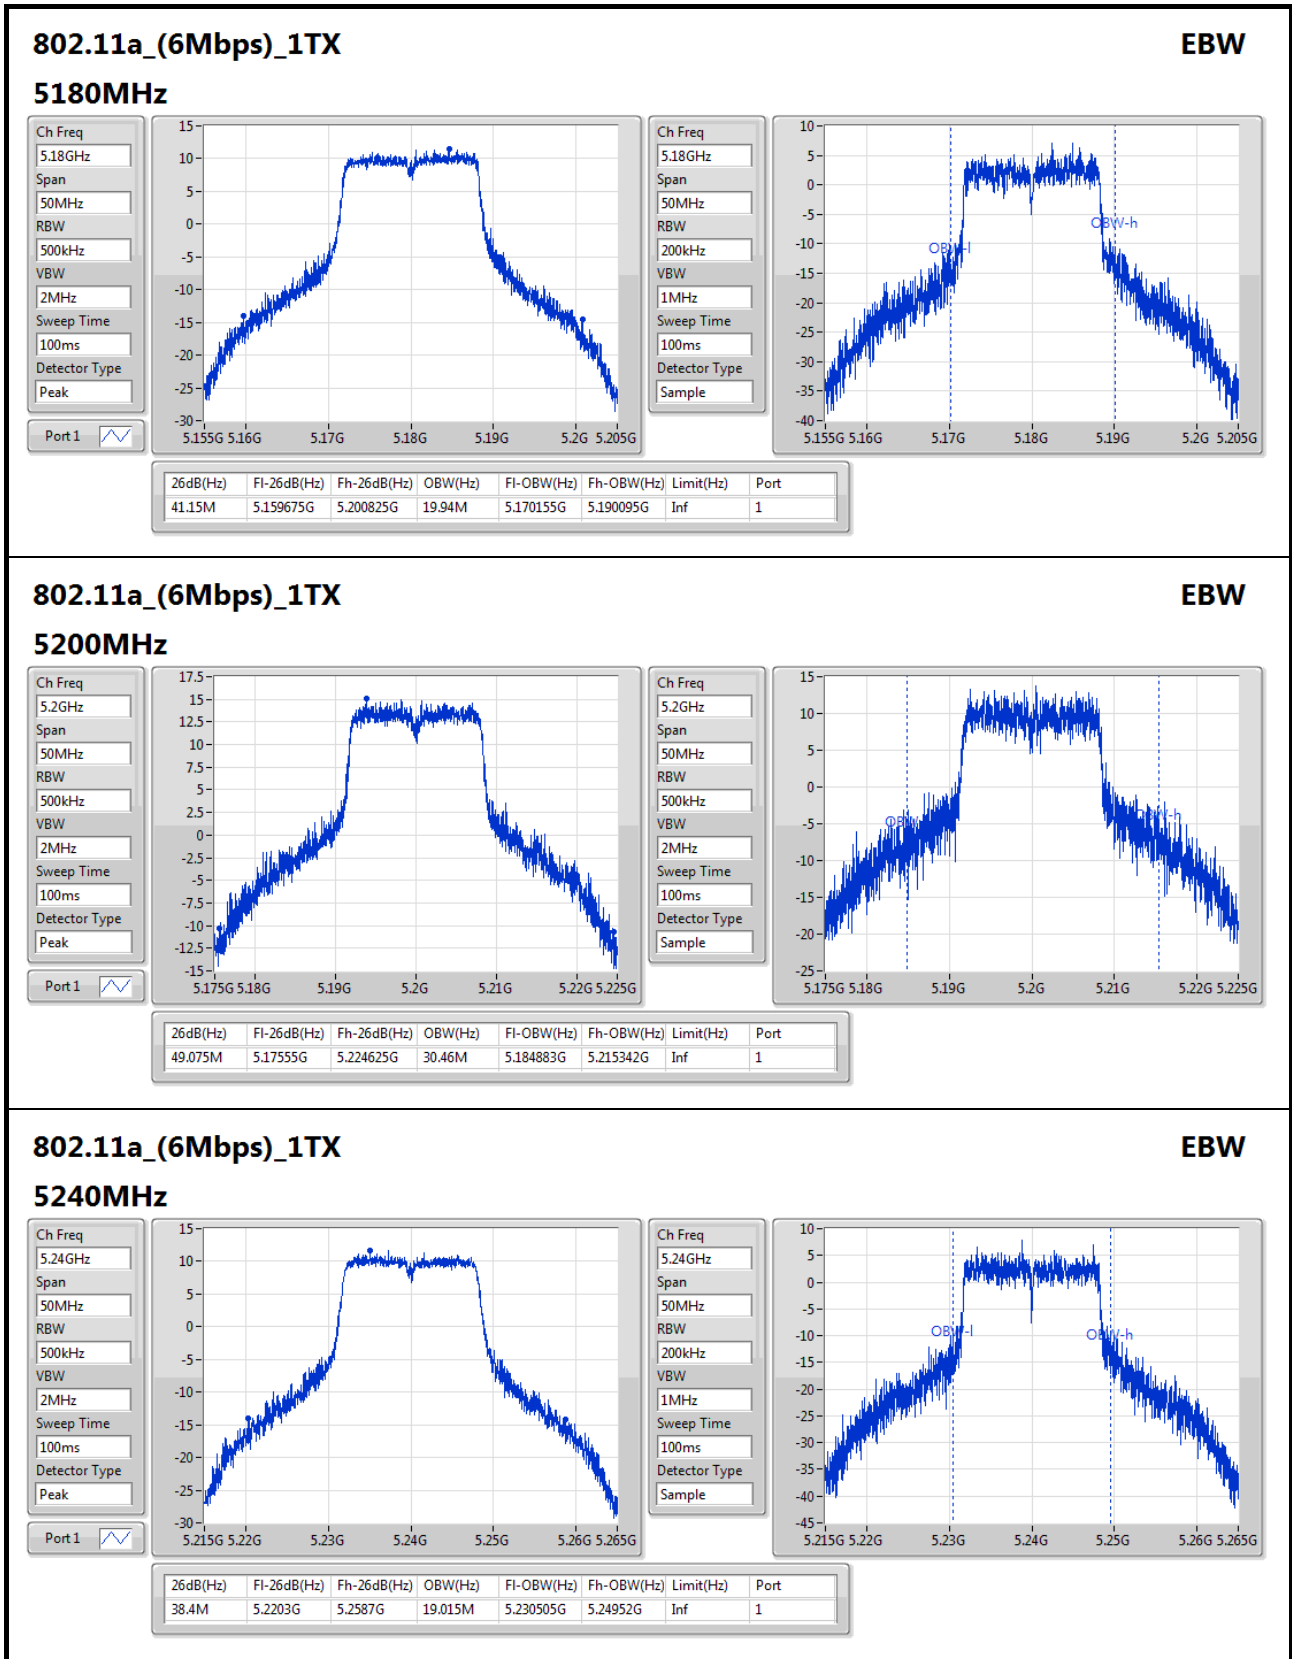 802.11a_(6Mbps)_1TX EBW
5180MHz
Ch Freq
5.18GHz
Span
50MHz
RBW
500kHz
VBW
2MHz
Sweep Time
100ms
Detector Type
Peak
Port 1
15
10
5
0
-5
-10
-15
-20
-25
-30
5.155G 5.16G 5.17G 5.18G 5.19G 5.2G 5.205G
Ch Freq
5.18GHz
Span
50MHz
RBW
200kHz
VBW
1MHz
Sweep Time
100ms
Detector Type
Sample
10
5
0
-5
-10
-15
-20
-25
-30
-35
-40
OBW-l
OBW-h
5.155G 5.16G 5.17G 5.18G 5.19G 5.2G 5.205G
26dB(Hz) Fl-26dB(Hz) Fh-26dB(Hz) OBW(Hz) Fl-OBW(Hz) Fh-OBW(Hz) Limit(Hz) Port
41.15M 5.159675G 5.200825G 19.94M 5.170155G 5.190095G Inf 1
802.11a_(6Mbps)_1TX EBW
5200MHz
Ch Freq
5.2GHz
Span
50MHz
RBW
500kHz
VBW
2MHz
Sweep Time
100ms
Detector Type
Peak
Port 1
17.5
15
12.5
10
7.5
5
2.5
0
-2.5
-5
-7.5
-10
-12.5
-15
5.175G 5.18G 5.19G 5.2G 5.21G 5.22G 5.225G
Ch Freq
5.2GHz
Span
50MHz
RBW
500kHz
VBW
2MHz
Sweep Time
100ms
Detector Type
Sample
15
10
5
0
-5
-10
-15
-20
-25
OBW-h
5.175G 5.18G 5.19G 5.2G 5.21G 5.22G 5.225G
26dB(Hz) Fl-26dB(Hz) Fh-26dB(Hz) OBW(Hz) Fl-OBW(Hz) Fh-OBW(Hz) Limit(Hz) Port
49.075M 5.17555G 5.224625G 30.46M 5.184883G 5.215342G Inf 1
802.11a_(6Mbps)_1TX EBW
5240MHz
Ch Freq
5.24GHz
Span
50MHz
RBW
500kHz
VBW
2MHz
Sweep Time
100ms
Detector Type
Peak
Port 1
15
10
5
0
-5
-10
-15
-20
-25
-30
5.215G 5.22G 5.23G 5.24G 5.25G 5.26G 5.265G
Ch Freq
5.24GHz
Span
50MHz
RBW
200kHz
VBW
1MHz
Sweep Time
100ms
Detector Type
Sample
10
5
0
-5
-10
-15
-20
-25
-30
-35
-40
-45
OBW-l
OBW-h
5.215G 5.22G 5.23G 5.24G 5.25G 5.26G 5.265G
26dB(Hz) Fl-26dB(Hz) Fh-26dB(Hz) OBW(Hz) Fl-OBW(Hz) Fh-OBW(Hz) Limit(Hz) Port
38.4M 5.2203G 5.2587G 19.015M 5.230505G 5.24952G Inf 1